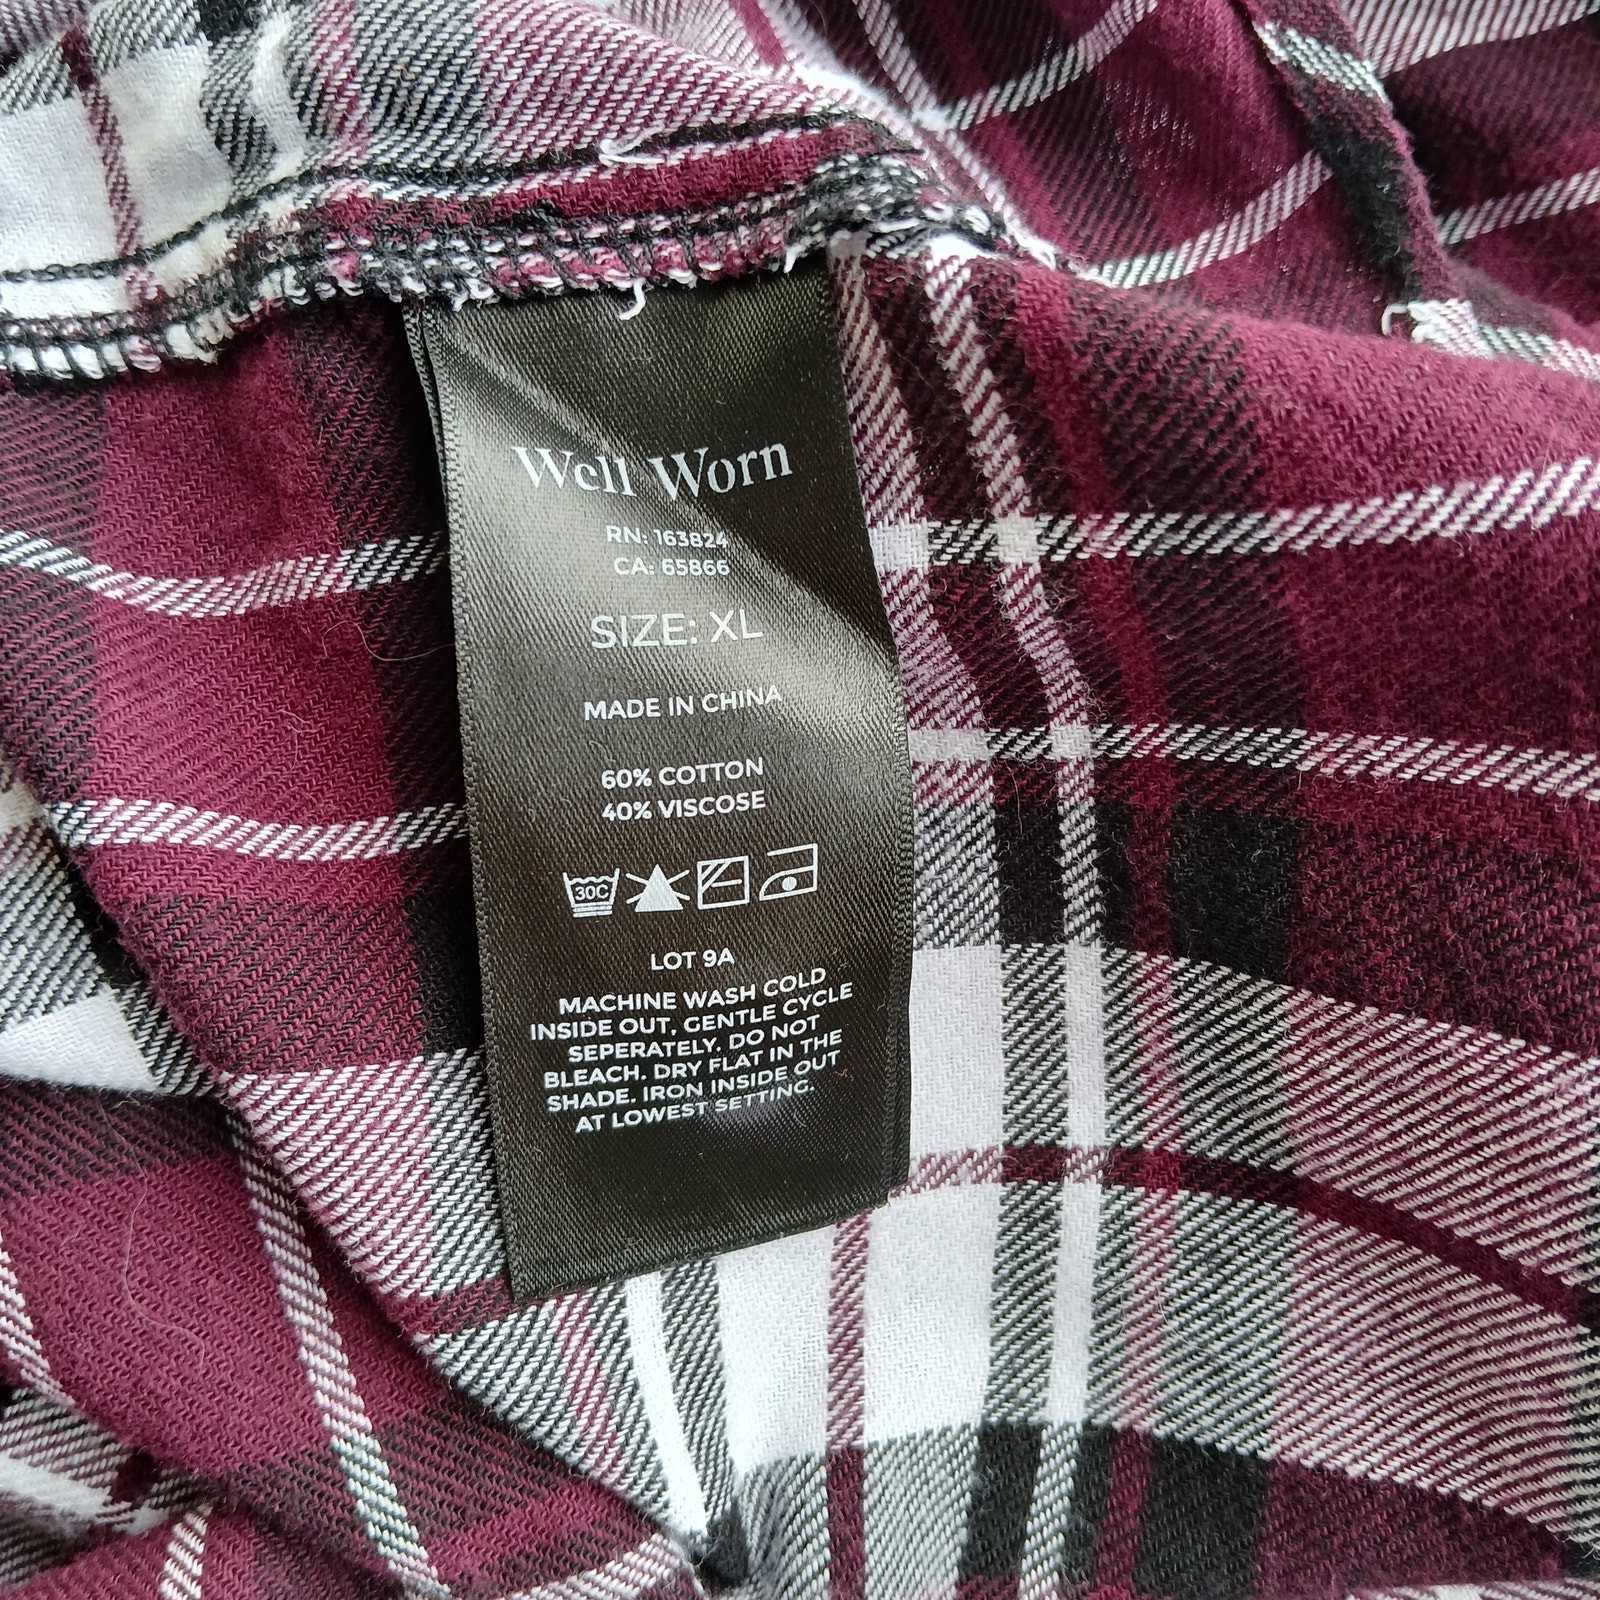 Well Worn
RN: 163824
CA: 65866
SIZE: XL
MADE IN CHINA
60% COTTON
40% VISCOSE
30C
LOT 9A
MACHINE WASH COLD
INSIDE OUT, GENTLE CYCLE
SEPERATELY. DO NOT
BLEACH. DRY FLAT IN THE
SHADE. IRON INSIDE OUT
AT LOWEST SETTING.